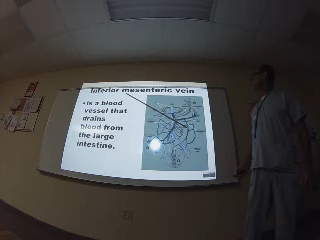 Inferior mesenteric vein
• Is a blood
vessel that
drains
blood from
the large
intestine.